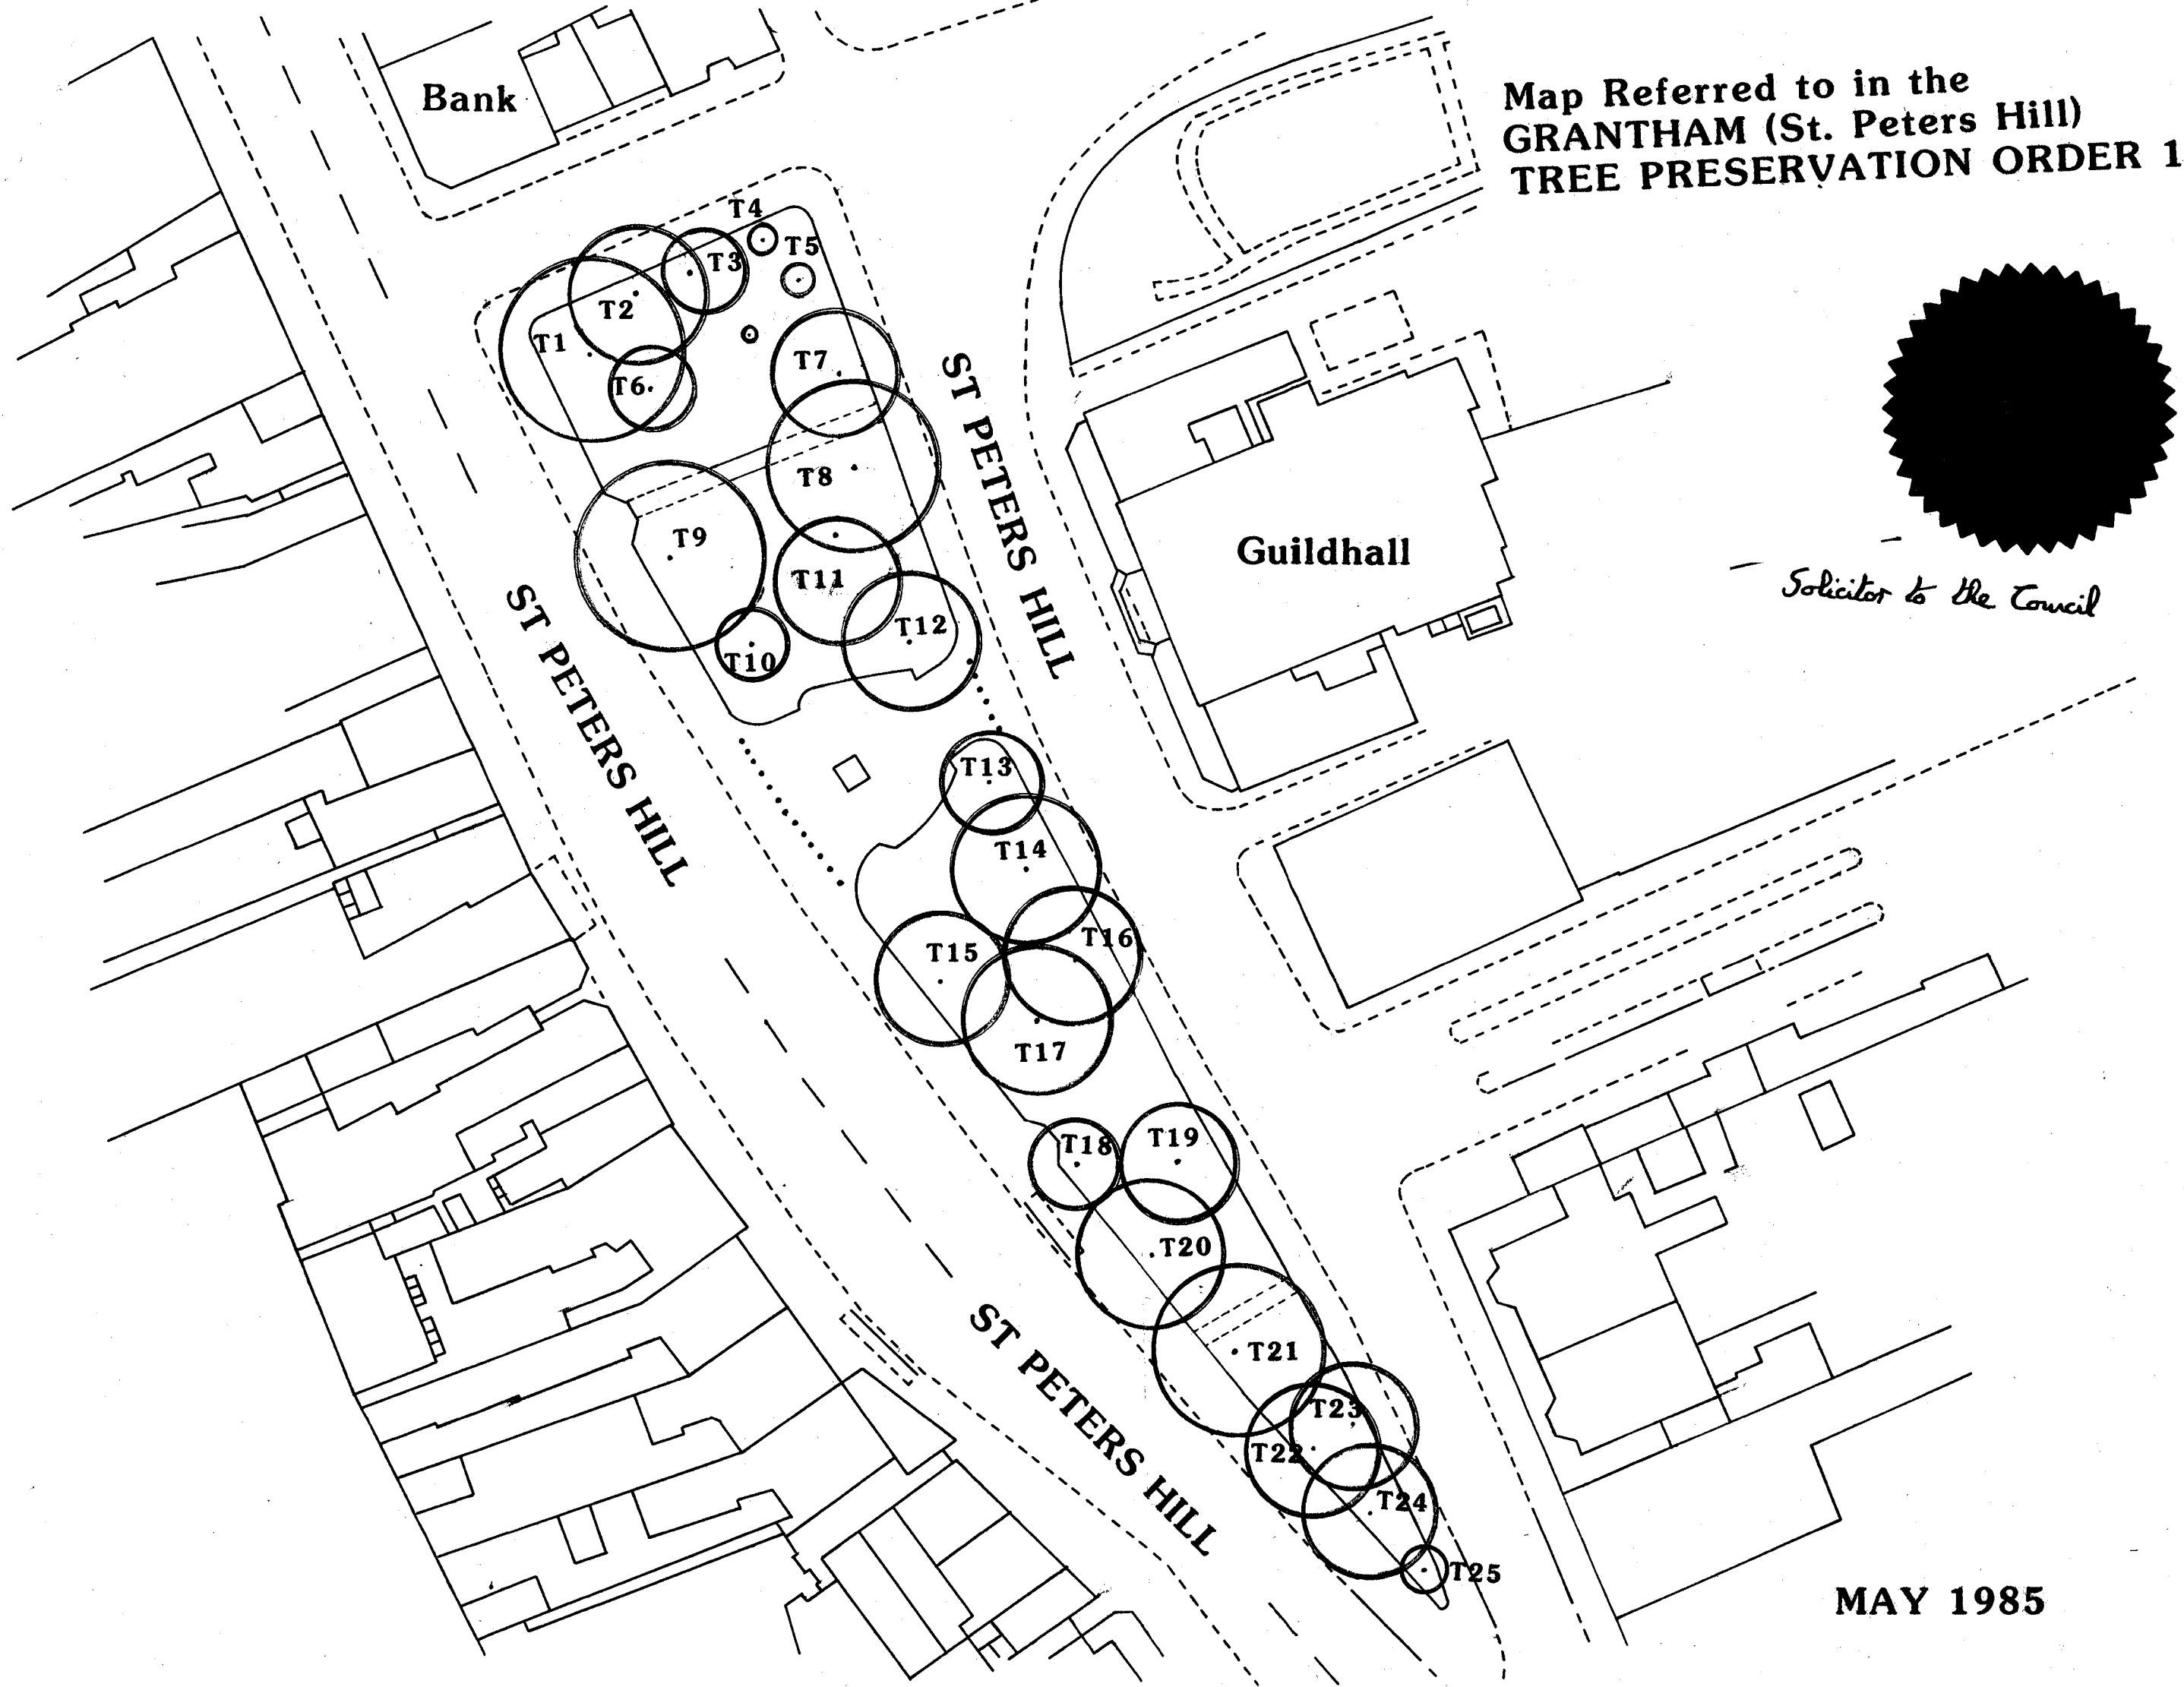 Map Referred to in the
GRANTHAM (St. Peters Hill)
TREE PRESERVATION ORDER 1
Bank
T4
T5
T3
T2
T1
T6
T7
T8
T9
T11
T10
T12
ST PETERS HILL
ST PETERS HILL
Guildhall
Solicitor to the Council
T13
T14
T16
T15
T17
T18
T19
T20
T21
T23
T22
T24
T25
ST PETERS HILL
MAY 1985